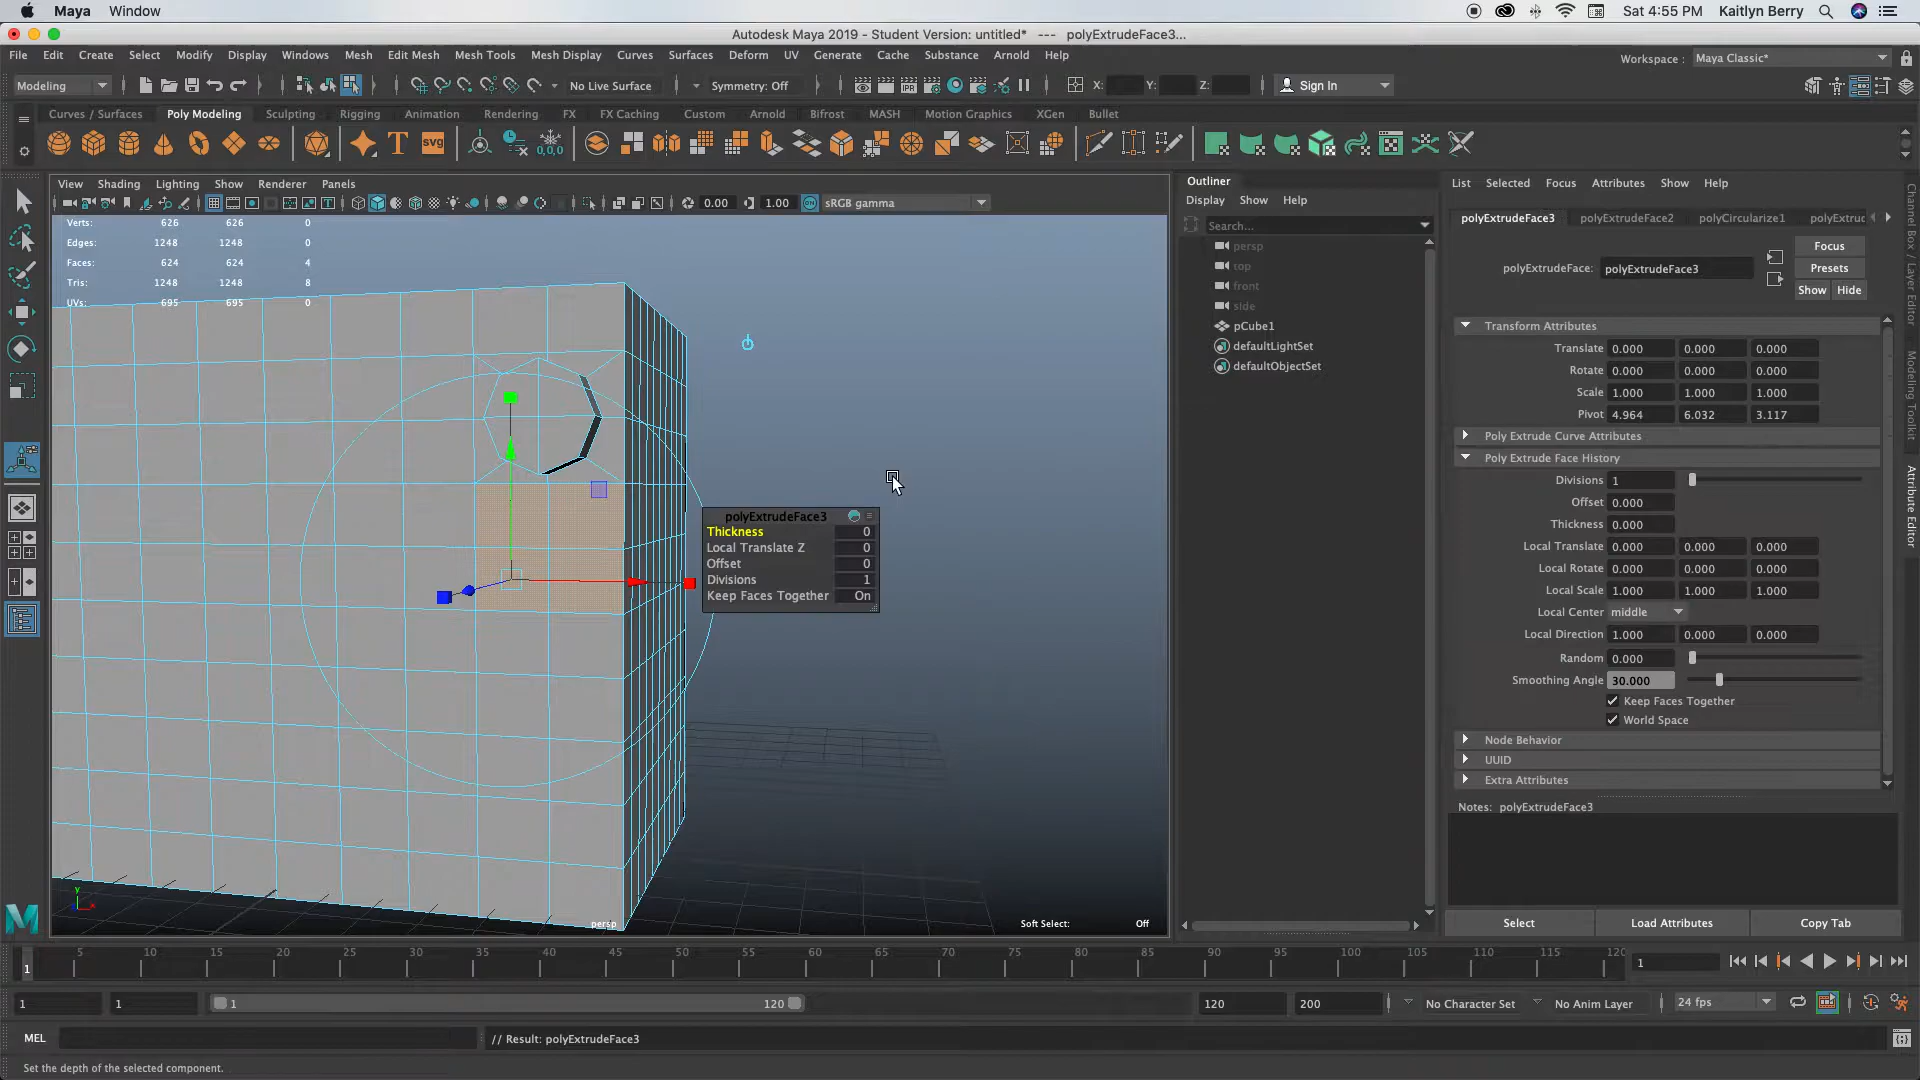 Maya Window Sat 4:55 PM Kaitlyn Berry
Autodesk Maya 2019 - Student Version: untitled* --- polyExtrudeFace3...
File Edit Create Select Modify Display Windows Mesh Edit Mesh Mesh Tools Mesh Display Curves Surfaces Deform UV Generate Cache Substance Arnold Help Workspace : Maya Classic*
Modeling No Live Surface Symmetry: Off X: Y: Z: Sign In
Curves / Surfaces Poly Modeling Sculpting Rigging Animation Rendering FX FX Caching Custom Arnold Bifrost MASH Motion Graphics XGen Bullet
View Shading Lighting Show Renderer Panels
0.00 1.00 sRGB gamma
Verts: 626 626 0
Edges: 1248 1248 0
Faces: 624 624 4
Tris: 1248 1248 8
UVs: 695 695 0
polyExtrudeFace3
Thickness 0
Local Translate Z 0
Offset 0
Divisions 1
Keep Faces Together On
persp
Soft Select: Off
Outliner
Display Show Help
Search...
persp
top
front
side
pCube1
defaultLightSet
defaultObjectSet
List Selected Focus Attributes Show Help
polyExtrudeFace3 polyExtrudeFace2 polyCircularize1 polyExtruc
Focus
polyExtrudeFace: polyExtrudeFace3 Presets
Show Hide
Transform Attributes
Translate 0.000 0.000 0.000
Rotate 0.000 0.000 0.000
Scale 1.000 1.000 1.000
Pivot 4.964 6.032 3.117
Poly Extrude Curve Attributes
Poly Extrude Face History
Divisions 1
Offset 0.000
Thickness 0.000
Local Translate 0.000 0.000 0.000
Local Rotate 0.000 0.000 0.000
Local Scale 1.000 1.000 1.000
Local Center middle
Local Direction 1.000 0.000 0.000
Random 0.000
Smoothing Angle 30.000
Keep Faces Together
World Space
Node Behavior
UUID
Extra Attributes
Notes: polyExtrudeFace3
Select Load Attributes Copy Tab
Channel Box / Layer Editor
Modeling Toolkit
Attribute Editor
5 10 15 20 25 30 35 40 45 50 55 60 65 70 75 80 85 90 95 100 105 110 115 120
1 1
1 1 1 120 120 200 No Character Set No Anim Layer 24 fps
MEL // Result: polyExtrudeFace3
Set the depth of the selected component.